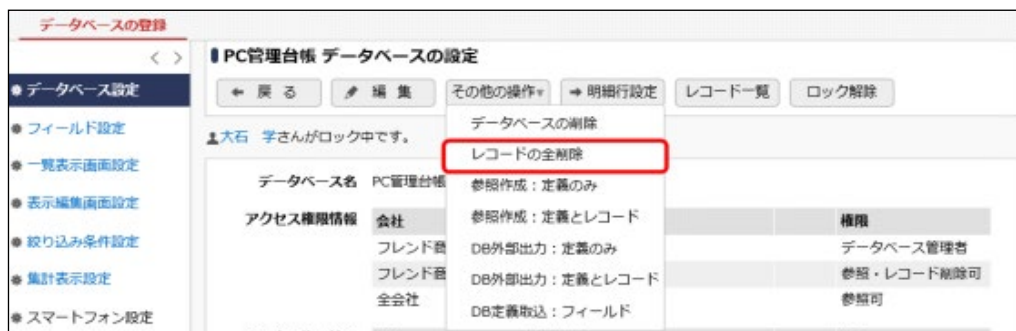 データベースの登録
< >
PC管理台帳 データベースの設定
データベース設定
戻る
編集
その他の操作▾
明細行設定
レコード一覧
ロック解除
フィールド設定
大石 学さんがロック中です。
データベースの削除
レコードの全削除
一覧表示画面設定
データベース名 PC管理台帳
参照作成：定義のみ
表示編集画面設定
アクセス権限情報 会社
参照作成：定義とレコード
権限
絞り込み条件設定
フレンド商
DB外部出力：定義のみ
データベース管理者
集計表示設定
フレンド商
DB外部出力：定義とレコード
参照・レコード削除可
全会社
参照可
スマートフォン設定
DB定義取込：フィールド